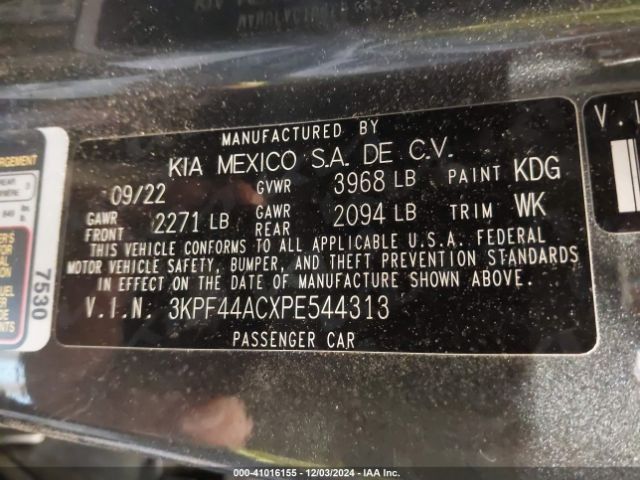 MANUFACTURED BY
KIA MEXICO S.A. DE C.V.
09/22 GVWR 3968 LB PAINT KDG
GAWR FRONT 2271 LB GAWR REAR 2094 LB TRIM WK
THIS VEHICLE CONFORMS TO ALL APPLICABLE U.S.A. FEDERAL
MOTOR VEHICLE SAFETY, BUMPER, AND THEFT PREVENTION STANDARDS
IN EFFECT ON THE DATE OF MANUFACTURE SHOWN ABOVE.
V.I.N. 3KPF44ACXPE544313
PASSENGER CAR
7530
V.I
000-41016155 - 12/03/2024 - IAA Inc.